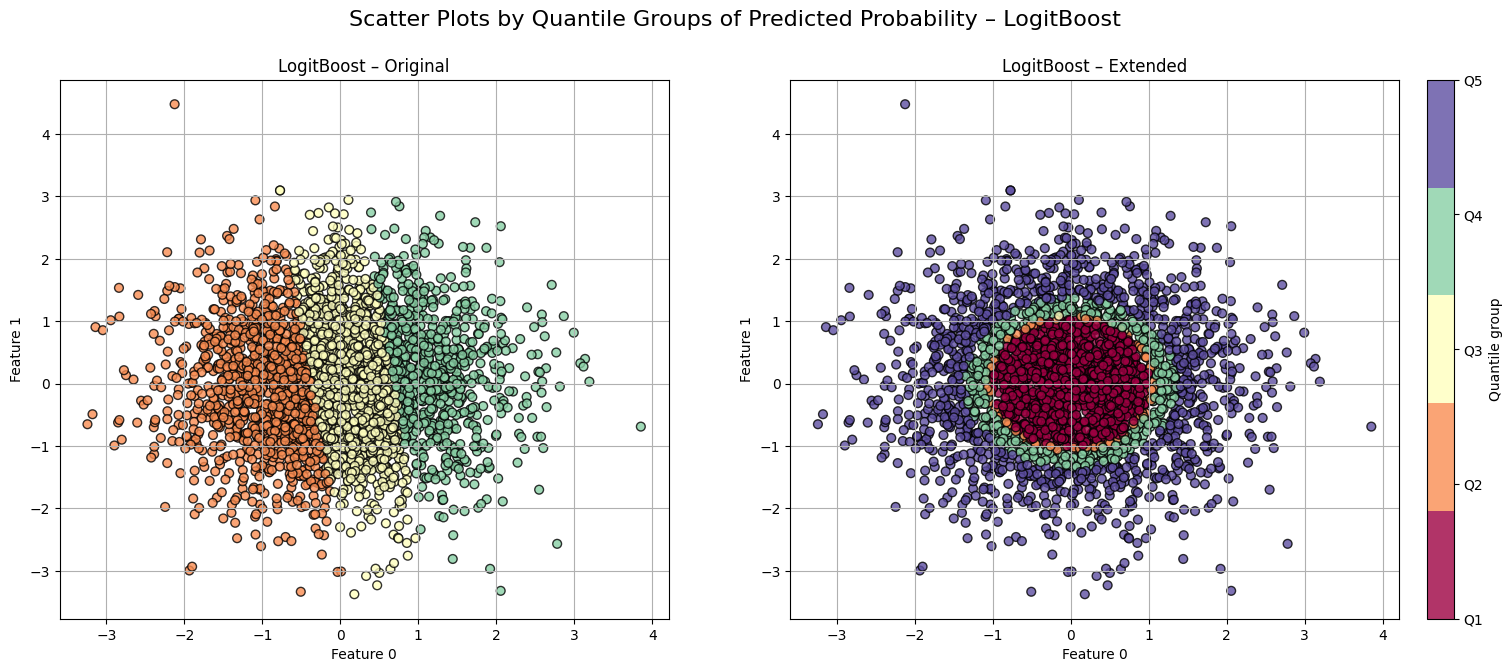 Scatter Plots by Quantile Groups of Predicted Probability – LogitBoost
LogitBoost – Original
4
3
2
1
0
−1
−2
−3
Feature 1
−3
−2
−1
0
1
2
3
4
Feature 0
LogitBoost – Extended
4
3
2
1
0
−1
−2
−3
Feature 1
−3
−2
−1
0
1
2
3
4
Feature 0
Q5
Q4
Q3
Q2
Q1
Quantile group